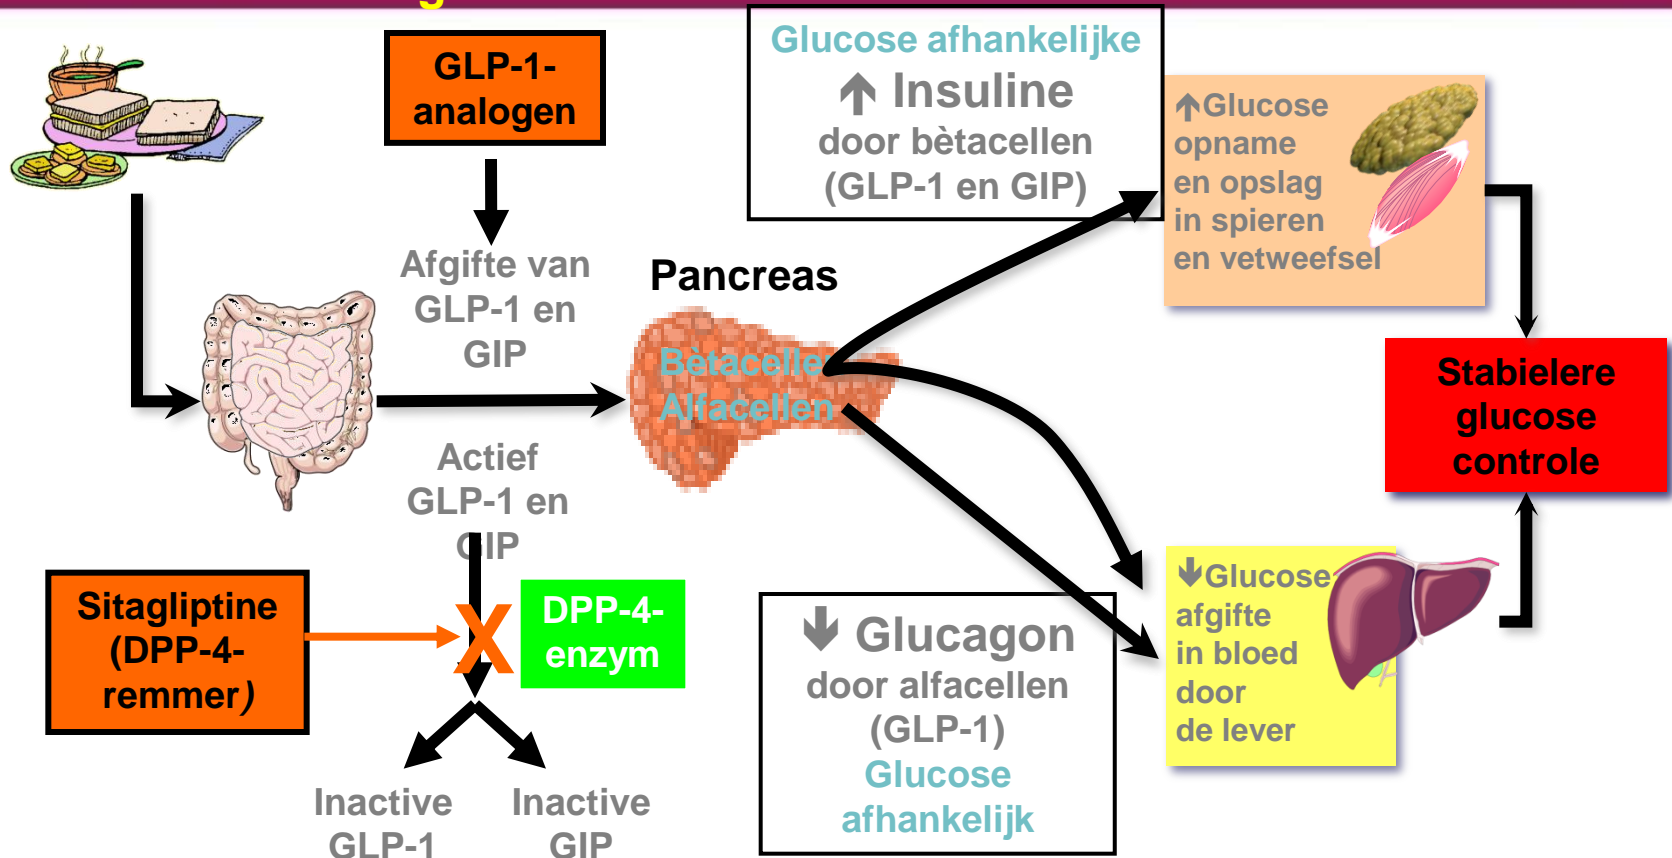 GLP-1-
analogen
Glucose afhankelijke
↑ Insuline
door bètacellen
(GLP-1 en GIP)
↑Glucose
opname
en opslag
in spieren
en vetweefsel
Afgifte van
GLP-1 en
GIP
Pancreas
Bètacelle
Alfacellen
Stabielere
glucose
controle
Actief
GLP-1 en
GIP
Sitagliptine
(DPP-4-
remmer)
X
DPP-4-
enzym
↓ Glucagon
door alfacellen
(GLP-1)
Glucose
afhankelijk
↓Glucose
afgifte
in bloed
door
de lever
Inactive
GLP-1
Inactive
GIP